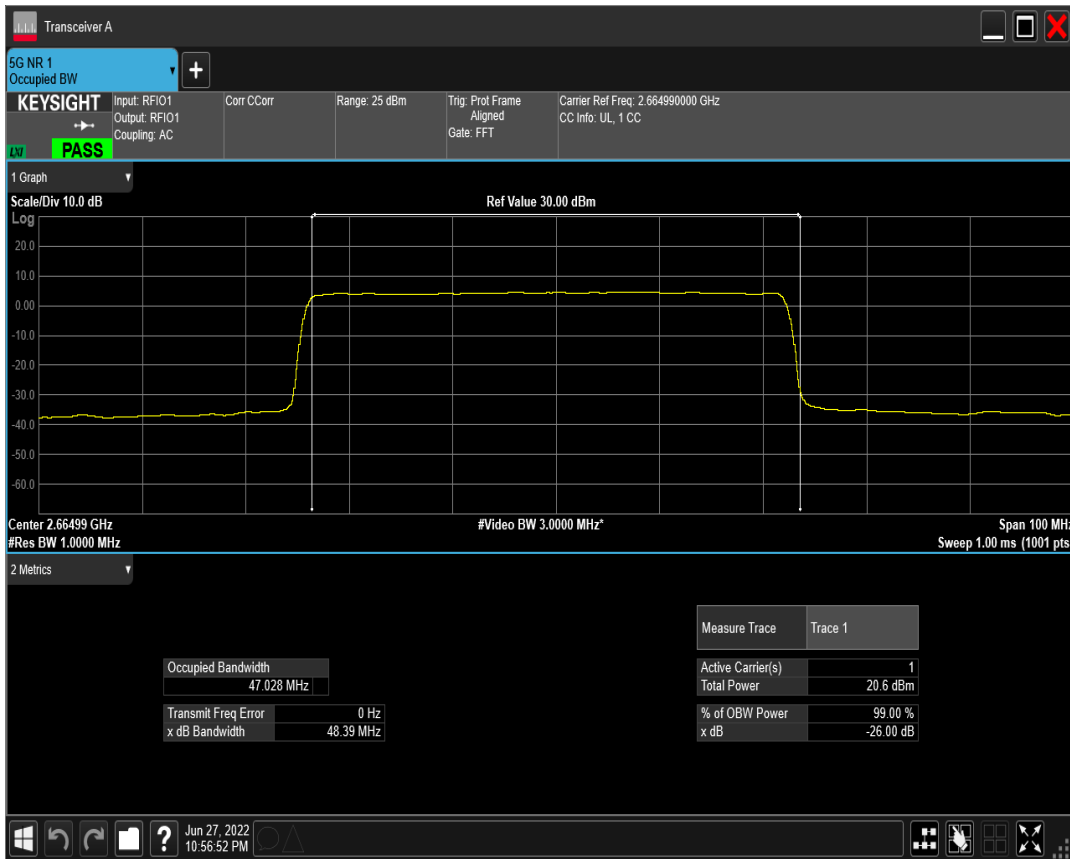 Transceiver A
5G NR 1
Occupied BW
KEYSIGHT
LXI
PASS
Input: RFIO1
Output: RFIO1
Coupling: AC
Corr CCorr
Range: 25 dBm
Trig: Prot Frame
Aligned
Gate: FFT
Carrier Ref Freq: 2.664990000 GHz
CC Info: UL, 1 CC
1 Graph
Scale/Div 10.0 dB
Ref Value 30.00 dBm
Log
20.0
10.0
0.00
-10.0
-20.0
-30.0
-40.0
-50.0
-60.0
Center 2.66499 GHz
#Video BW 3.0000 MHz*
Span 100 MHz
#Res BW 1.0000 MHz
Sweep 1.00 ms (1001 pts
2 Metrics
Measure Trace Trace 1
Occupied Bandwidth
47.028 MHz
Active Carrier(s) 1
Total Power 20.6 dBm
Transmit Freq Error 0 Hz
x dB Bandwidth 48.39 MHz
% of OBW Power 99.00 %
x dB -26.00 dB
?
Jun 27, 2022
10:56:52 PM